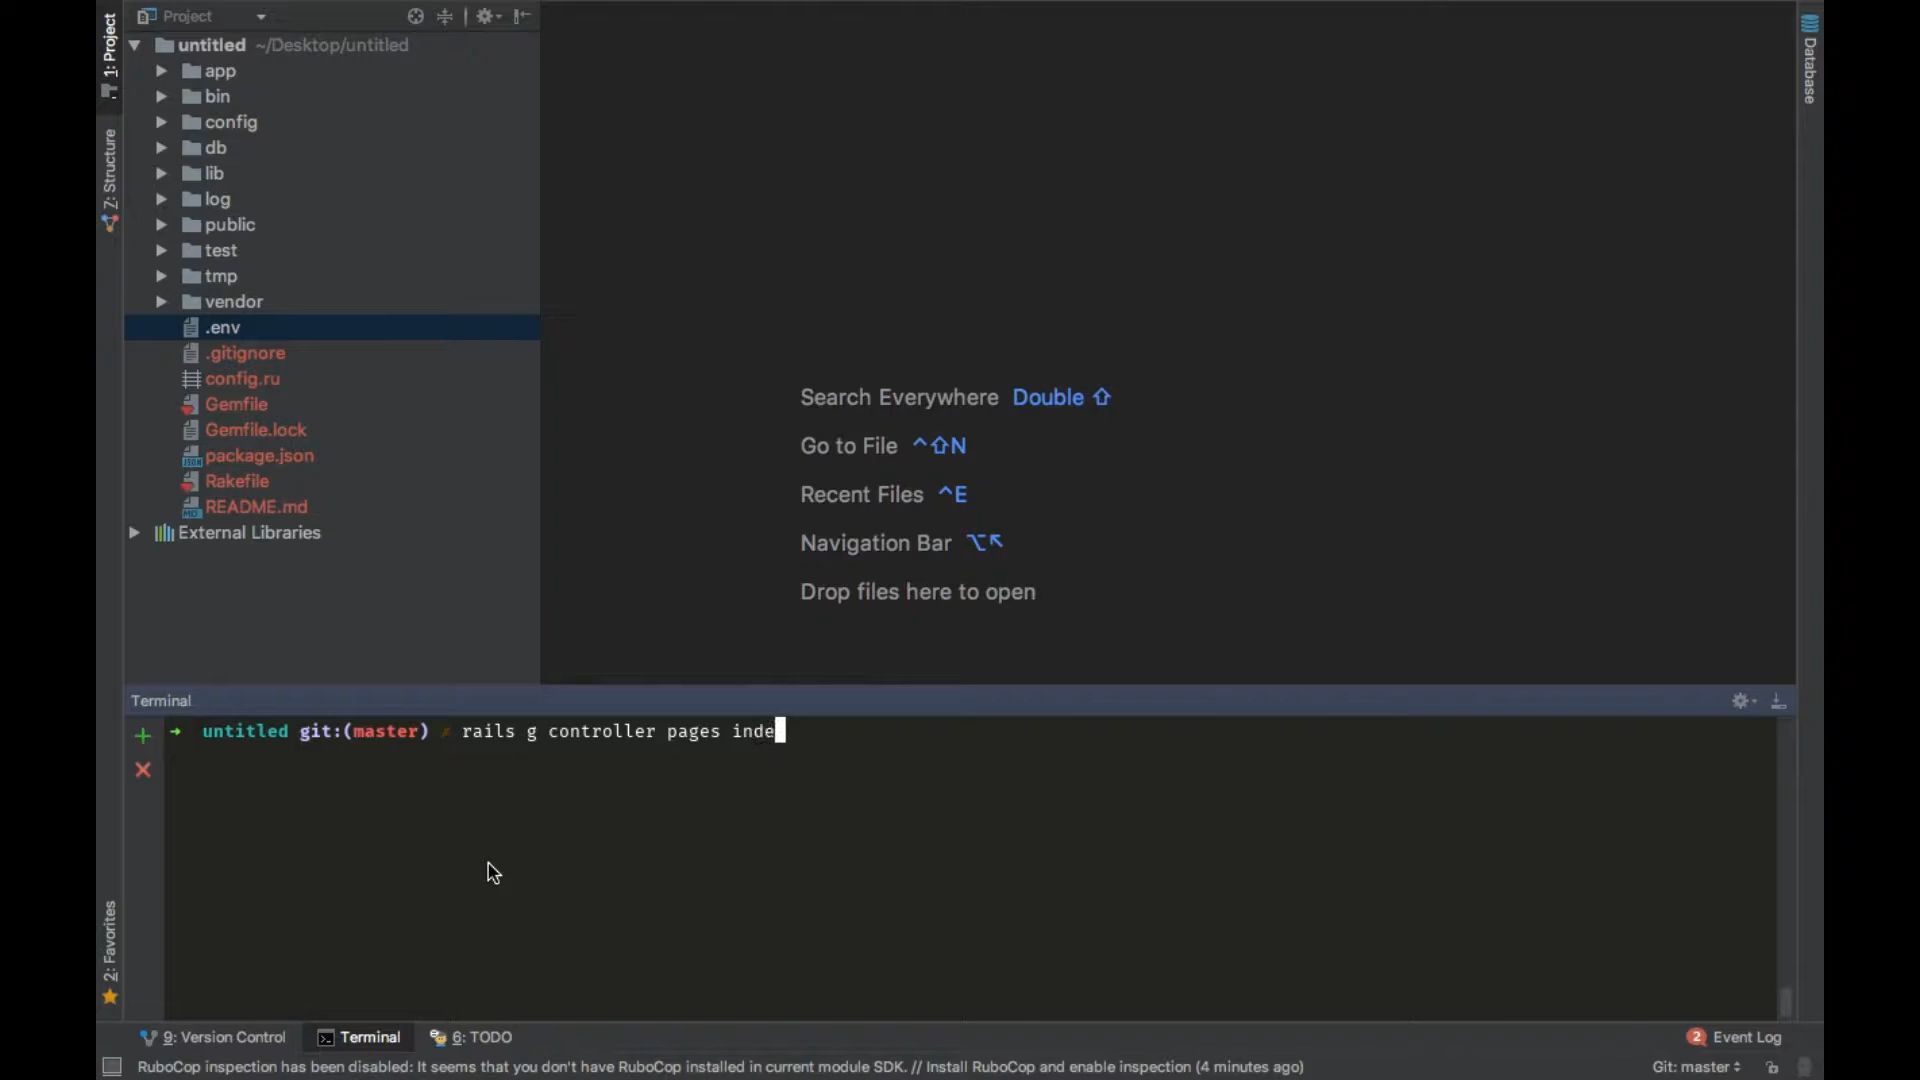 1: Project
Project
untitled ~/Desktop/untitled
app
bin
config
db
lib
log
public
test
tmp
vendor
.env
.gitignore
config.ru
Gemfile
Gemfile.lock
package.json
Rakefile
README.md
External Libraries
7: Structure
2: Favorites
Database
Search Everywhere Double ⇧
Go to File ^⇧N
Recent Files ^E
Navigation Bar ⌥↖
Drop files here to open
Terminal
➜ untitled git:(master) ✗ rails g controller pages inde
9: Version Control
Terminal
6: TODO
2 Event Log
RuboCop inspection has been disabled: It seems that you don't have RuboCop installed in current module SDK. // Install RuboCop and enable inspection (4 minutes ago)
Git: master